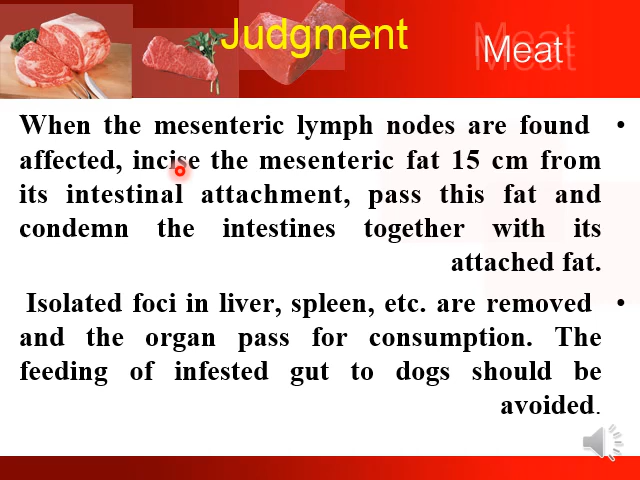 Judgment
Meat
When the mesenteric lymph nodes are found •
affected, incise the mesenteric fat 15 cm from
its intestinal attachment, pass this fat and
condemn the intestines together with its
attached fat.
Isolated foci in liver, spleen, etc. are removed •
and the organ pass for consumption. The
feeding of infested gut to dogs should be
avoided.